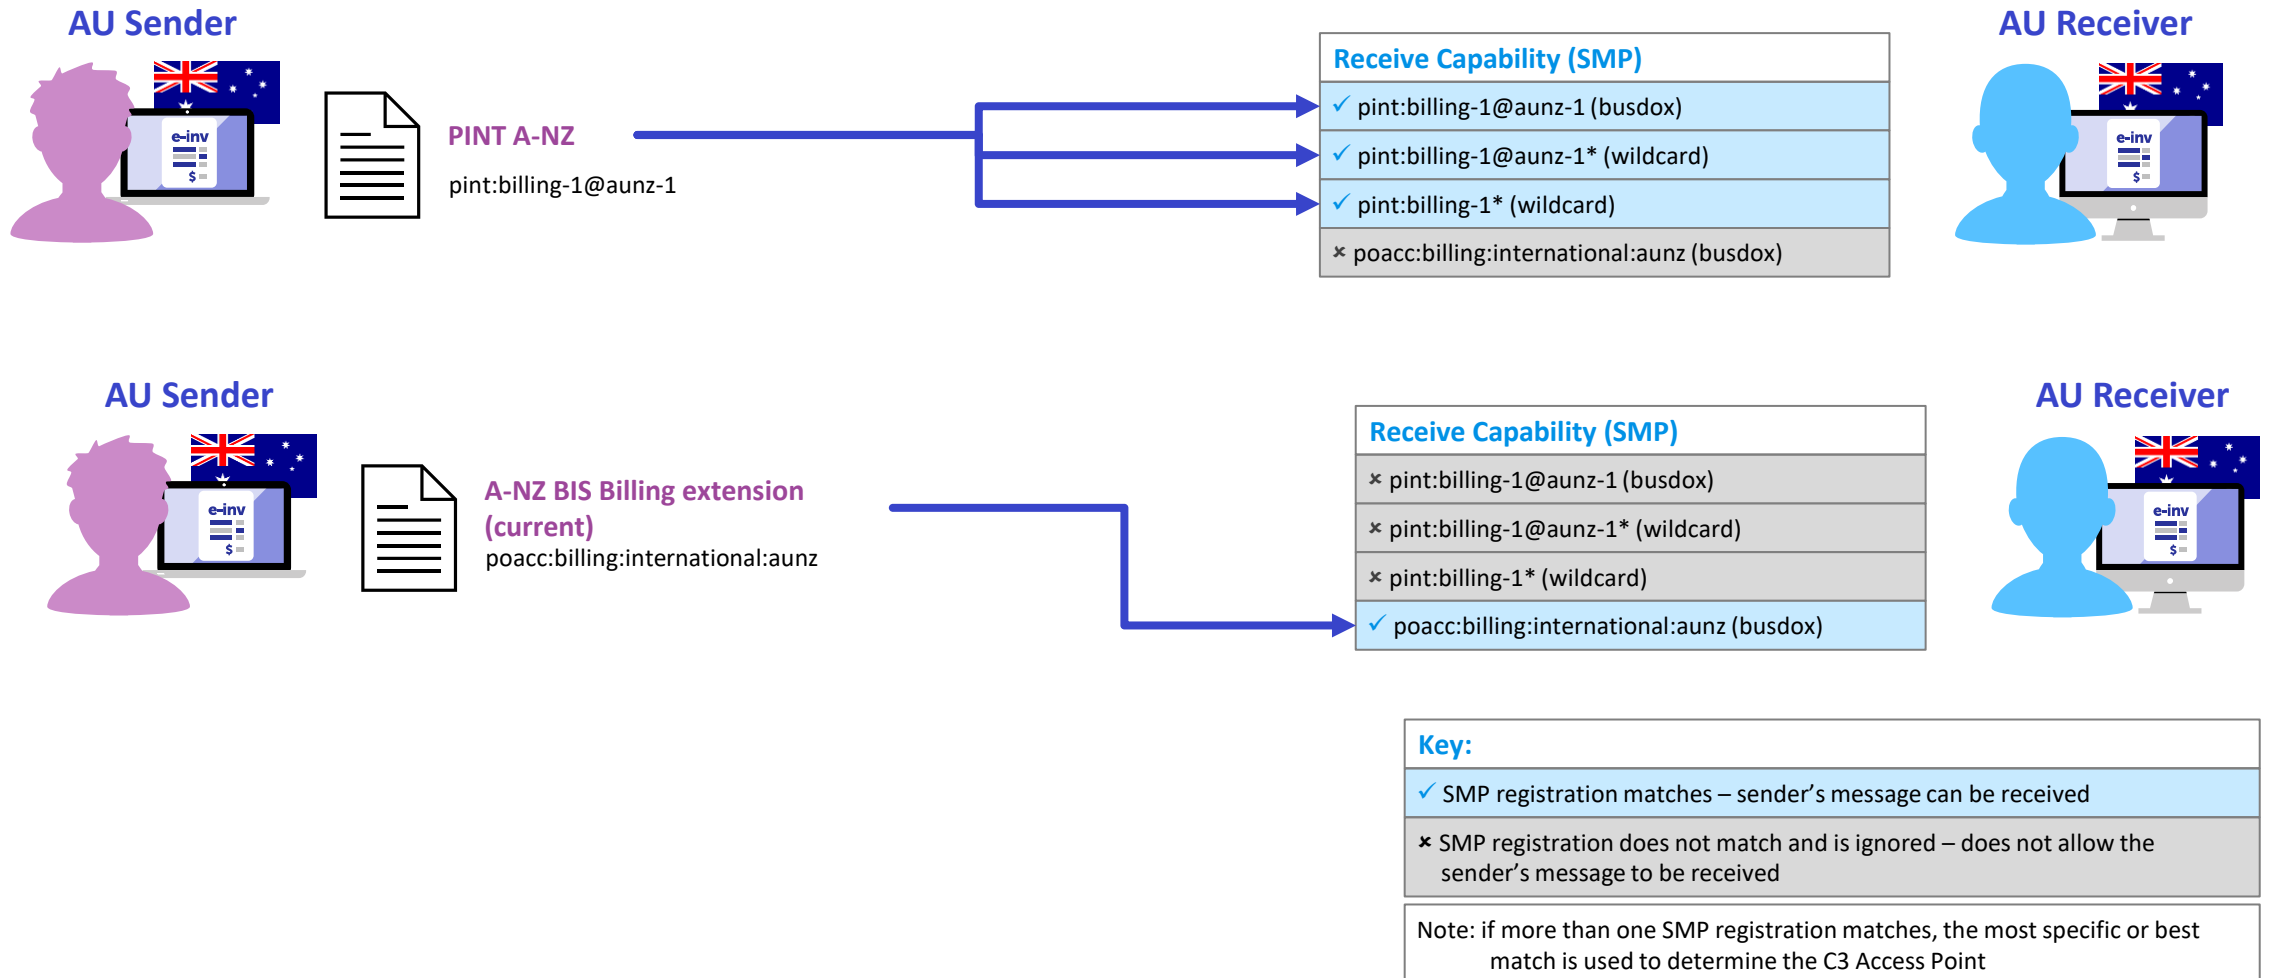 AU Sender
e-inv
$
PINT A-NZ
pint:billing-1@aunz-1
Receive Capability (SMP)
✓ pint:billing-1@aunz-1 (busdox)
✓ pint:billing-1@aunz-1* (wildcard)
✓ pint:billing-1* (wildcard)
× poacc:billing:international:aunz (busdox)
AU Receiver
e-inv
$
AU Sender
e-inv
$
A-NZ BIS Billing extension
(current)
poacc:billing:international:aunz
Receive Capability (SMP)
× pint:billing-1@aunz-1 (busdox)
× pint:billing-1@aunz-1* (wildcard)
× pint:billing-1* (wildcard)
✓ poacc:billing:international:aunz (busdox)
AU Receiver
e-inv
$
Key:
✓ SMP registration matches – sender’s message can be received
× SMP registration does not match and is ignored – does not allow the
sender’s message to be received
Note: if more than one SMP registration matches, the most specific or best
match is used to determine the C3 Access Point